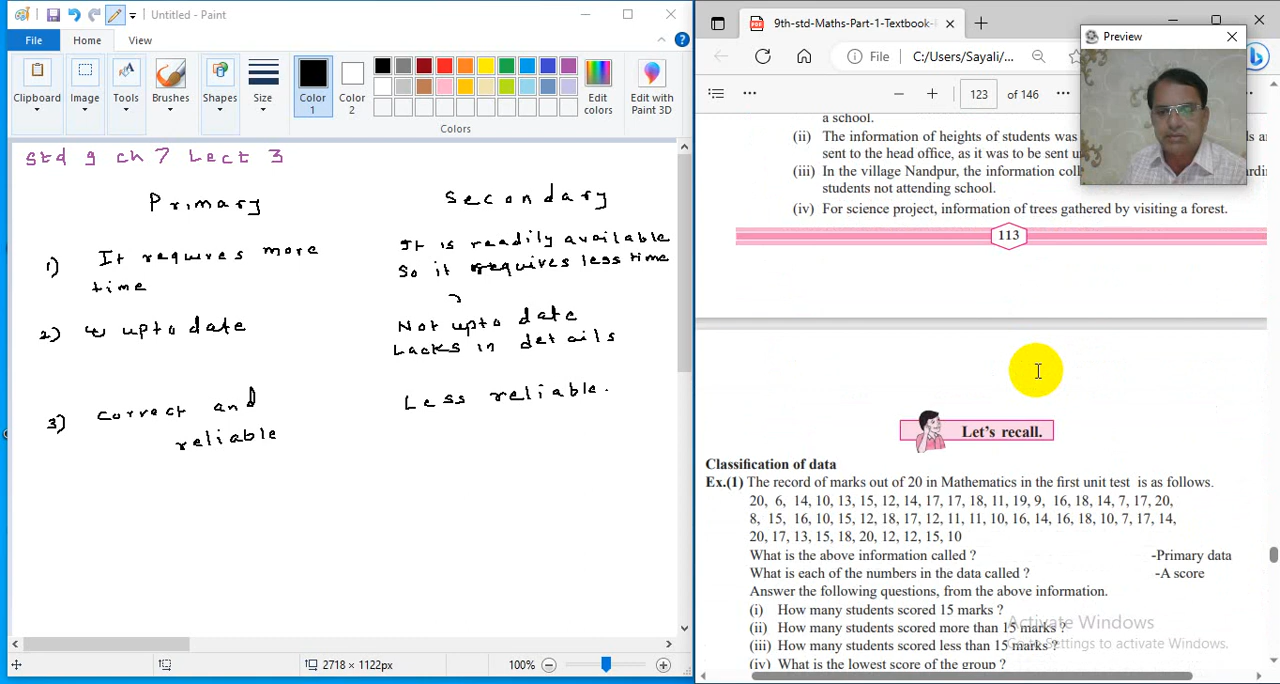 Untitled - Paint
File
Home
View
Clipboard
Image
Tools
Brushes
Shapes
Size
Color 1
Color 2
Edit colors
Edit with Paint 3D
Colors
Std 9 ch 7 Lect 3
Primary
Secondary
1) It requires more time
It is readily available
So it requires less time
2) upto date
Not upto date
Lacks in details
3) correct and reliable
Less reliable.
2718 × 1122px
100%
9th-std-Maths-Part-1-Textbook-
File
C:/Users/Sayali/...
123 of 146
Preview
a school.
(ii) The information of heights of students was
sent to the head office, as it was to be sent
(iii) In the village Nandpur, the information
students not attending school.
(iv) For science project, information of trees gathered by visiting a forest.
113
Let's recall.
Classification of data
Ex.(1) The record of marks out of 20 in Mathematics in the first unit test is as follows.
20, 6, 14, 10, 13, 15, 12, 14, 17, 17, 18, 11, 19, 9, 16, 18, 14, 7, 17, 20,
8, 15, 16, 10, 15, 12, 18, 17, 12, 11, 11, 10, 16, 14, 16, 18, 10, 7, 17, 14,
20, 17, 13, 15, 18, 20, 12, 12, 15, 10
What is the above information called ? -Primary data
What is each of the numbers in the data called ? -A score
Answer the following questions, from the above information.
(i) How many students scored 15 marks ?
(ii) How many students scored more than 15 marks ?
(iii) How many students scored less than 15 marks ?
(iv) What is the lowest score of the group ?
Activate Windows
Go to Settings to activate Windows.